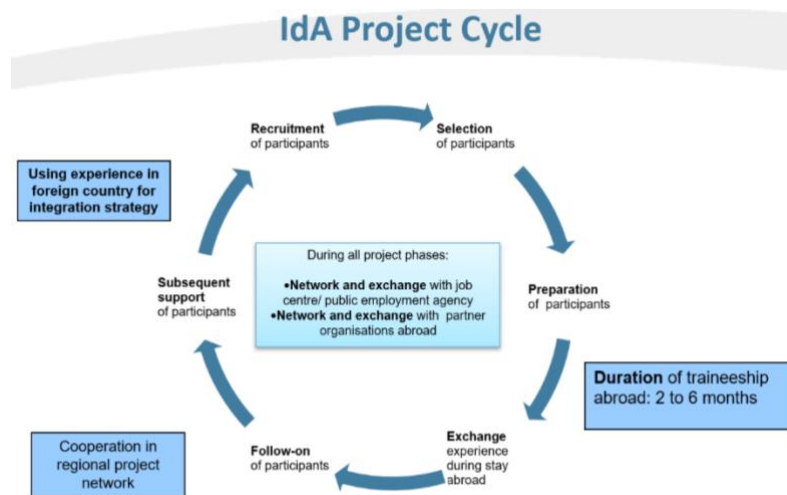 IdA Project Cycle
Recruitment
of participants
Selection
of participants
Using experience in
foreign country for
integration strategy
During all project phases:
•Network and exchange with job
centre/ public employment agency
•Network and exchange with partner
organisations abroad
Subsequent
support
of participants
Preparation
of participants
Duration of traineeship
abroad: 2 to 6 months
Cooperation in
regional project
network
Follow-on
of participants
Exchange
experience
during stay
abroad